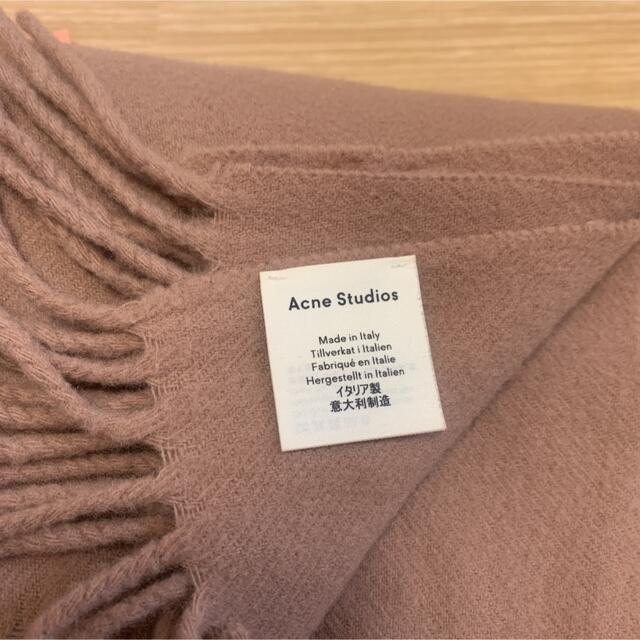 Acne Studios
Made in Italy
Tillverkat i Italien
Fabriqué en Italie
Hergestellt in Italien
イタリア製
意大利制造